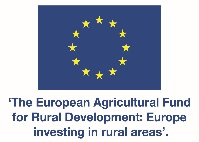 ‘The European Agricultural Fund
for Rural Development: Europe
investing in rural areas’.